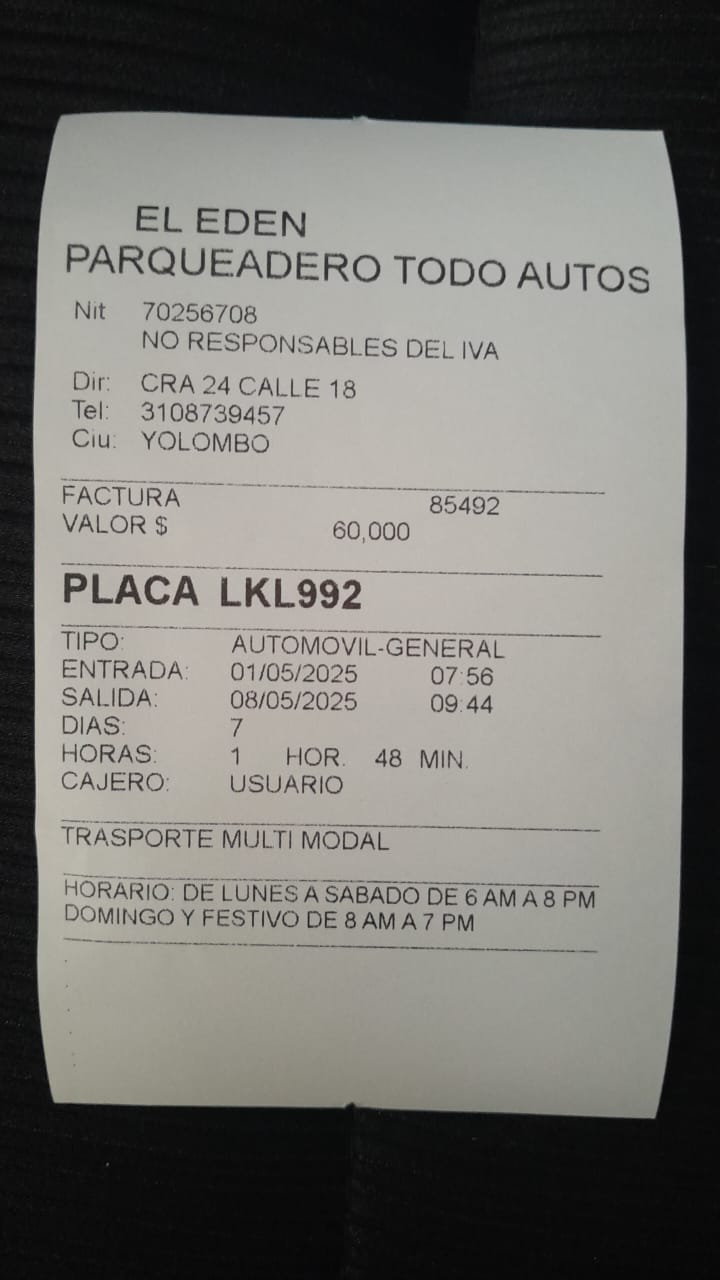 EL EDEN
PARQUEADERO TODO AUTOS
Nit 70256708
NO RESPONSABLES DEL IVA
Dir: CRA 24 CALLE 18
Tel: 3108739457
Ciu: YOLOMBO
FACTURA 85492
VALOR $ 60,000
PLACA LKL992
TIPO: AUTOMOVIL-GENERAL
ENTRADA: 01/05/2025 07:56
SALIDA: 08/05/2025 09:44
DIAS: 7
HORAS: 1 HOR. 48 MIN.
CAJERO: USUARIO
TRASPORTE MULTI MODAL
HORARIO: DE LUNES A SABADO DE 6 AM A 8 PM
DOMINGO Y FESTIVO DE 8 AM A 7 PM